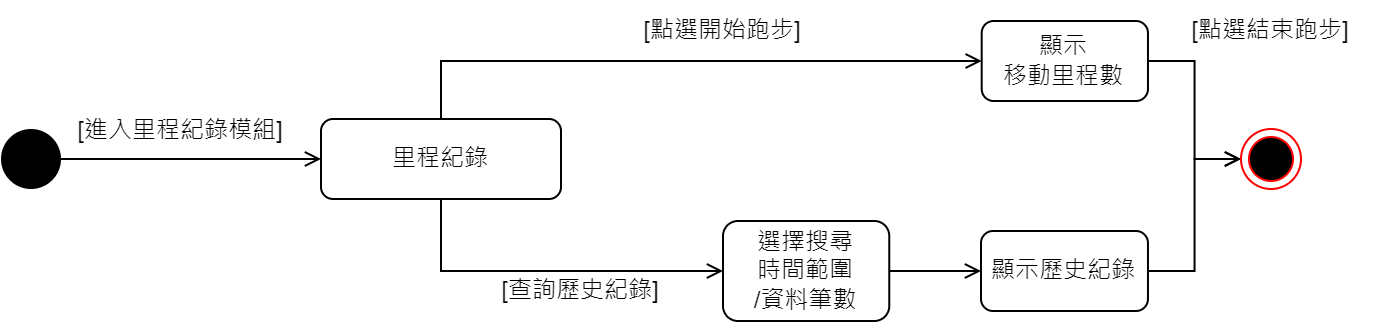 [點選開始跑步]
[點選結束跑步]
顯示
移動里程數
[進入里程紀錄模組]
里程紀錄
選擇搜尋
時間範圍
/資料筆數
顯示歷史紀錄
[查詢歷史紀錄]